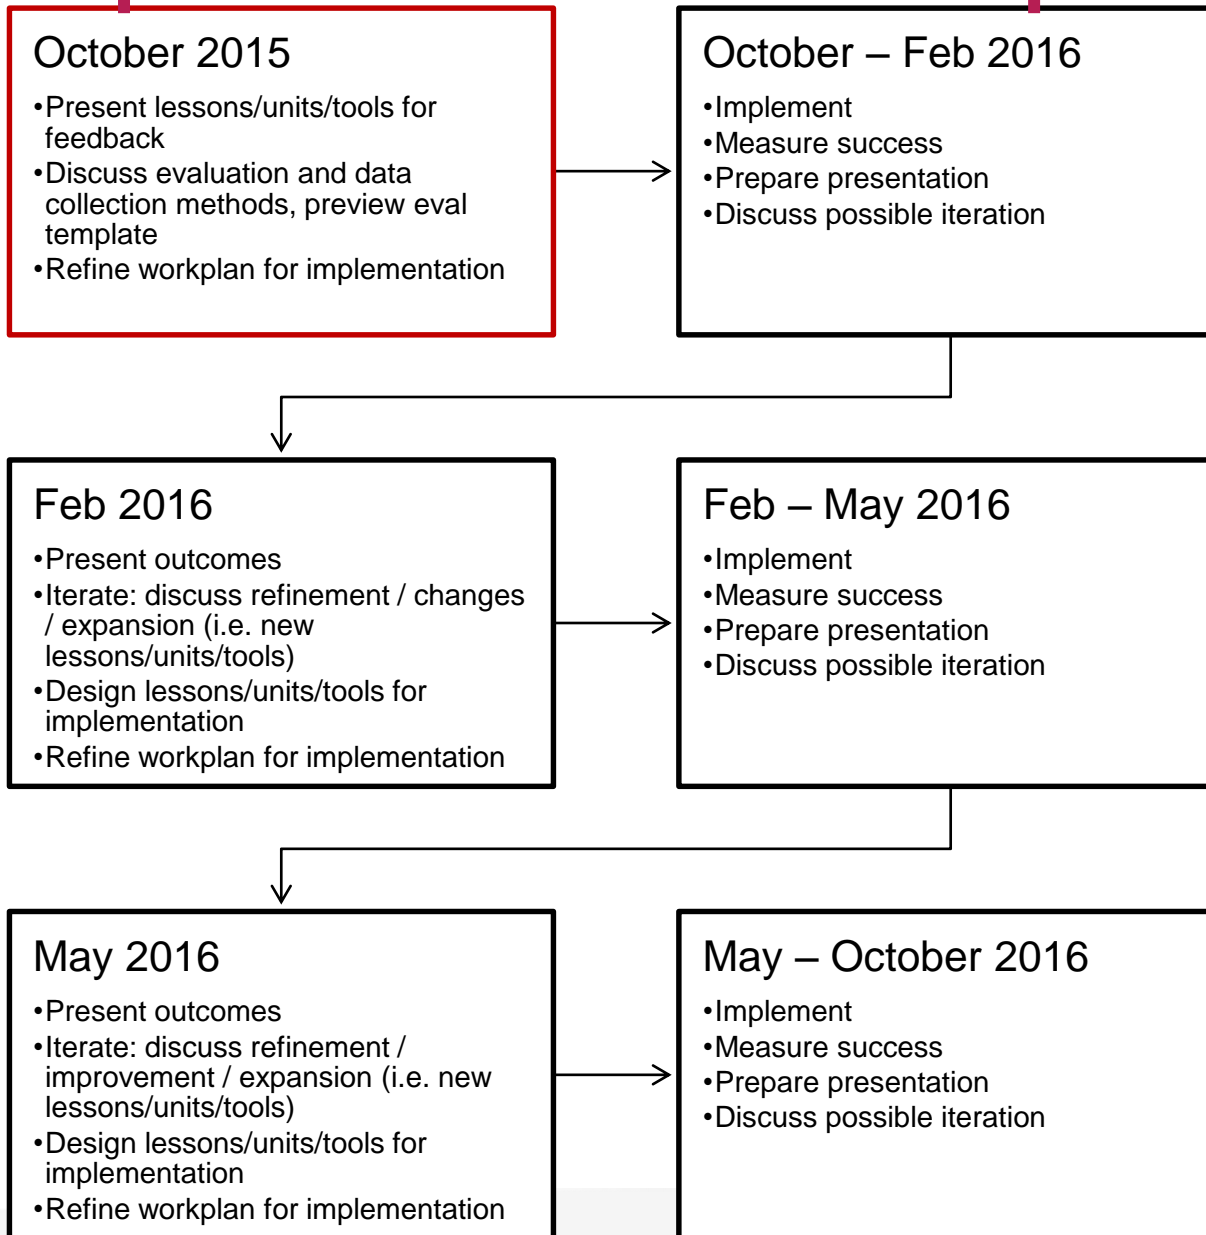 October 2015
•Present lessons/units/tools for
feedback
•Discuss evaluation and data
collection methods, preview eval
template
•Refine workplan for implementation
October – Feb 2016
•Implement
•Measure success
•Prepare presentation
•Discuss possible iteration
Feb 2016
•Present outcomes
•Iterate: discuss refinement / changes
/ expansion (i.e. new
lessons/units/tools)
•Design lessons/units/tools for
implementation
•Refine workplan for implementation
Feb – May 2016
•Implement
•Measure success
•Prepare presentation
•Discuss possible iteration
May 2016
•Present outcomes
•Iterate: discuss refinement /
improvement / expansion (i.e. new
lessons/units/tools)
•Design lessons/units/tools for
implementation
•Refine workplan for implementation
May – October 2016
•Implement
•Measure success
•Prepare presentation
•Discuss possible iteration